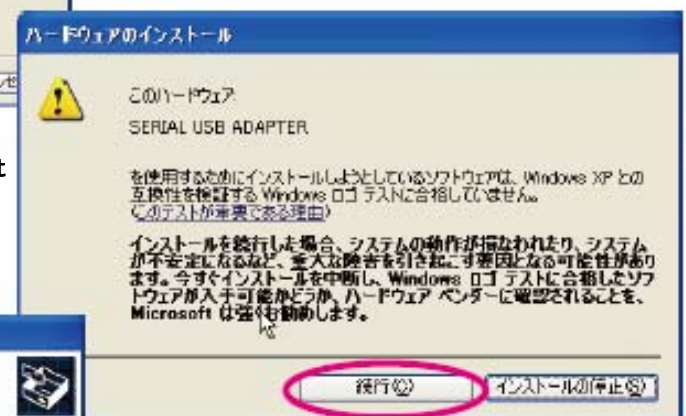 ハードウェアのインストール
このハードウェア:
SERIAL USB ADAPTER
を使用するためにインストールしようとしているソフトウェアは、Windows XP との
互換性を検証する Windows ロゴ テストに合格していません。
(このテストが重要である理由)
インストールを続行した場合、システムの動作が損なわれたり、システム
が不安定になるなど、重大な障害を引き起こす要因となる可能性があり
ます。今すぐインストールを中断し、Windows ロゴ テストに合格したソフ
トウェアが入手可能かどうか、ハードウェア ベンダーに確認されることを、
Microsoft は強くお勧めします。
続行(C)
インストールの停止(S)